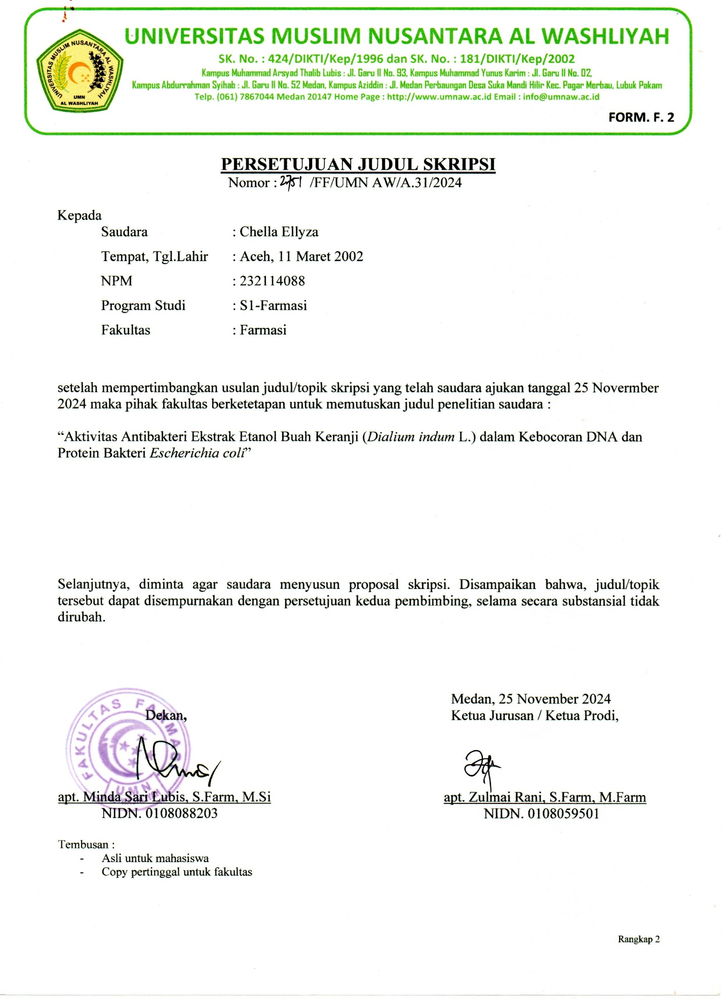 UNIVERSITAS MUSLIM NUSANTARA AL WASHLIYAH
SK. No. : 424/DIKTI/Kep/1996 dan SK. No. : 181/DIKTI/Kep/2002
Kampus Muhammad Arsyad Thalib Lubis : Jl. Garu II No. 93, Kampus Muhammad Yunus Karim : Jl. Garu II No. 02,
Kampus Abdurrahman Syihab : Jl. Garu II No. 52 Medan, Kampus Aziddin : Jl. Medan Perbaungan Desa Suka Mandi Hilir Kec. Pagar Merbau, Lubuk Pakam
Telp. (061) 7867044 Medan 20147 Home Page : http://www.umnaw.ac.id Email : info@umnaw.ac.id
UNIVERSITAS MUSLIM NUSANTARA AL WASHLIYAH
UMN
AL WASHLIYAH
FORM. F. 2
PERSETUJUAN JUDUL SKRIPSI
Nomor : 2751 /FF/UMN AW/A.31/2024
Kepada
Saudara : Chella Ellyza
Tempat, Tgl.Lahir : Aceh, 11 Maret 2002
NPM : 232114088
Program Studi : S1-Farmasi
Fakultas : Farmasi
setelah mempertimbangkan usulan judul/topik skripsi yang telah saudara ajukan tanggal 25 Novermber
2024 maka pihak fakultas berketetapan untuk memutuskan judul penelitian saudara :
“Aktivitas Antibakteri Ekstrak Etanol Buah Keranji (Dialium indum L.) dalam Kebocoran DNA dan
Protein Bakteri Escherichia coli”
Selanjutnya, diminta agar saudara menyusun proposal skripsi. Disampaikan bahwa, judul/topik
tersebut dapat disempurnakan dengan persetujuan kedua pembimbing, selama secara substansial tidak
dirubah.
Medan, 25 November 2024
Dekan, Ketua Jurusan / Ketua Prodi,
FAKULTAS FARMASI
UMN
apt. Minda Sari Lubis, S.Farm, M.Si apt. Zulmai Rani, S.Farm, M.Farm
NIDN. 0108088203 NIDN. 0108059501
Tembusan :
- Asli untuk mahasiswa
- Copy pertinggal untuk fakultas
Rangkap 2